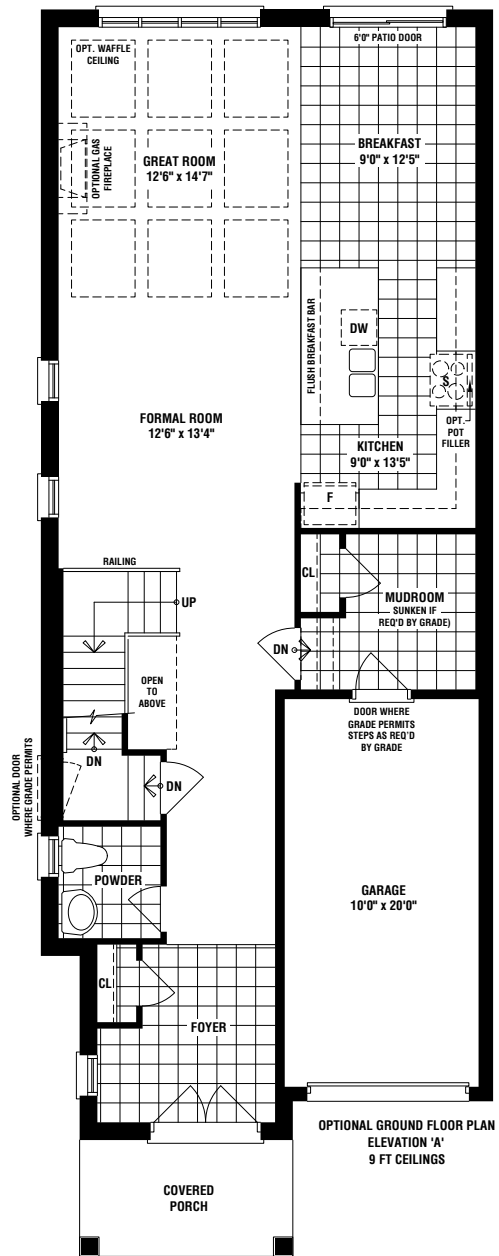 6'0" PATIO DOOR
OPT. WAFFLE
CEILING
BREAKFAST
9'0" x 12'5"
GREAT ROOM
12'6" x 14'7"
OPTIONAL GAS
FIREPLACE
FLUSH BREAKFAST BAR
DW
S
OPT.
POT
FILLER
FORMAL ROOM
12'6" x 13'4"
KITCHEN
9'0" x 13'5"
F
RAILING
CL
MUDROOM
SUNKEN IF
REQ'D BY GRADE)
UP
DN
OPEN
TO
ABOVE
DOOR WHERE
GRADE PERMITS
STEPS AS REQ'D
BY GRADE
DN
DN
OPTIONAL DOOR
WHERE GRADE PERMITS
POWDER
GARAGE
10'0" x 20'0"
CL
FOYER
OPTIONAL GROUND FLOOR PLAN
ELEVATION 'A'
9 FT CEILINGS
COVERED
PORCH